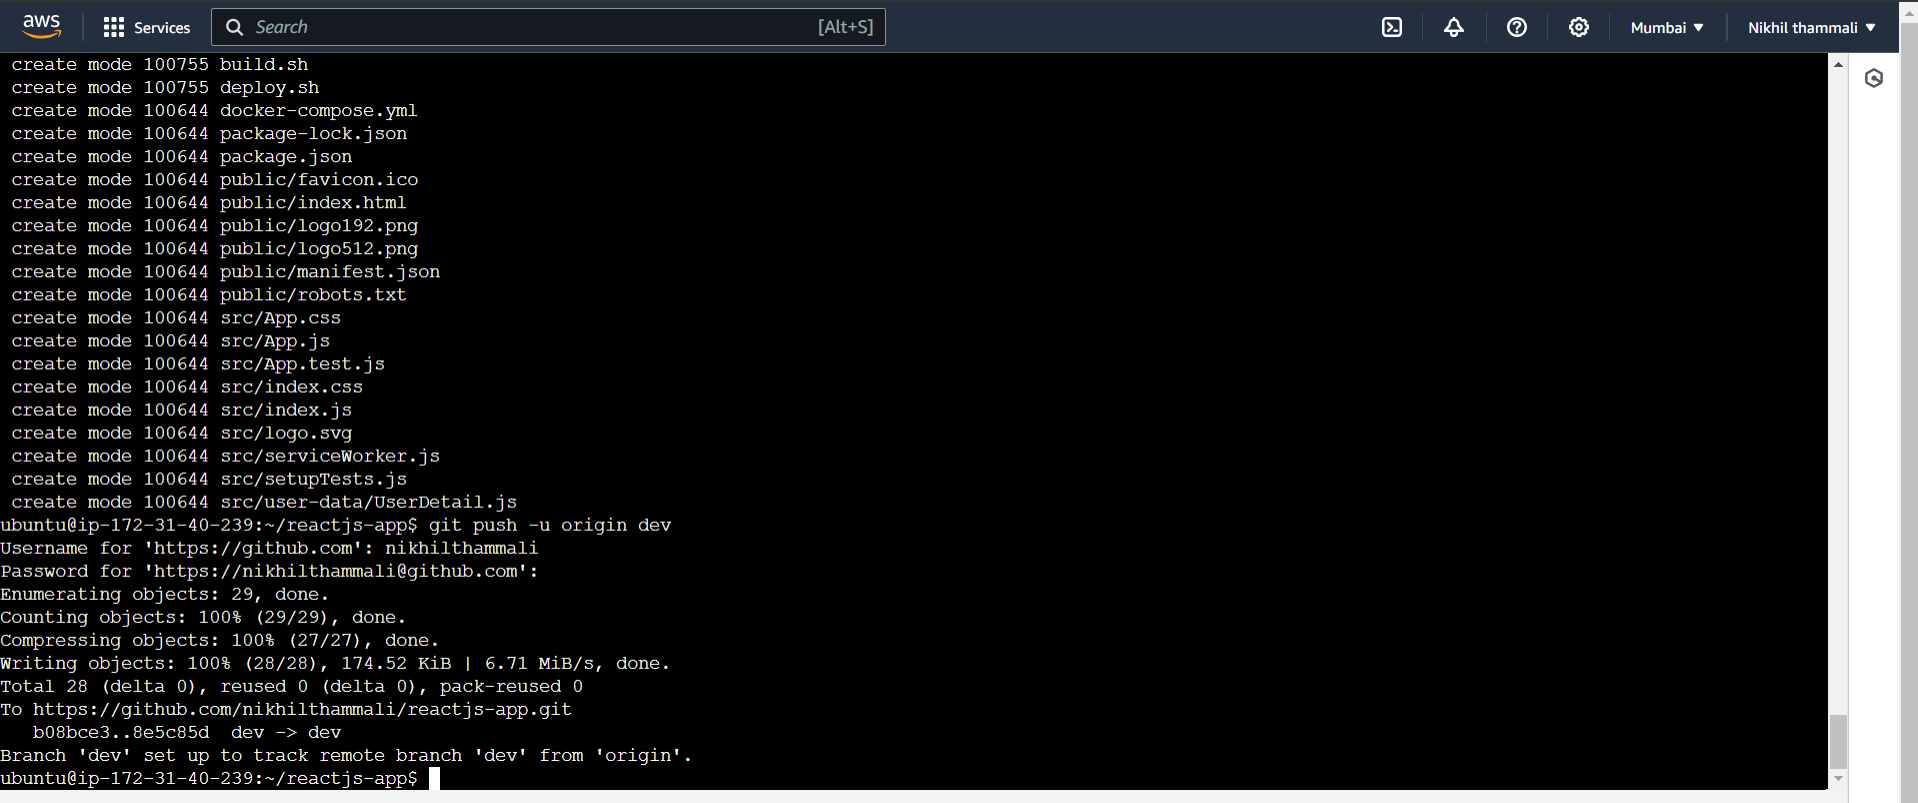 aws Services Search [Alt+S] Mumbai Nikhil thammali
create mode 100755 build.sh
create mode 100755 deploy.sh
create mode 100644 docker-compose.yml
create mode 100644 package-lock.json
create mode 100644 package.json
create mode 100644 public/favicon.ico
create mode 100644 public/index.html
create mode 100644 public/logo192.png
create mode 100644 public/logo512.png
create mode 100644 public/manifest.json
create mode 100644 public/robots.txt
create mode 100644 src/App.css
create mode 100644 src/App.js
create mode 100644 src/App.test.js
create mode 100644 src/index.css
create mode 100644 src/index.js
create mode 100644 src/logo.svg
create mode 100644 src/serviceWorker.js
create mode 100644 src/setupTests.js
create mode 100644 src/user-data/UserDetail.js
ubuntu@ip-172-31-40-239:~/reactjs-app$ git push -u origin dev
Username for 'https://github.com': nikhilthammali
Password for 'https://nikhilthammali@github.com':
Enumerating objects: 29, done.
Counting objects: 100% (29/29), done.
Compressing objects: 100% (27/27), done.
Writing objects: 100% (28/28), 174.52 KiB | 6.71 MiB/s, done.
Total 28 (delta 0), reused 0 (delta 0), pack-reused 0
To https://github.com/nikhilthammali/reactjs-app.git
b08bce3..8e5c85d  dev -> dev
Branch 'dev' set up to track remote branch 'dev' from 'origin'.
ubuntu@ip-172-31-40-239:~/reactjs-app$